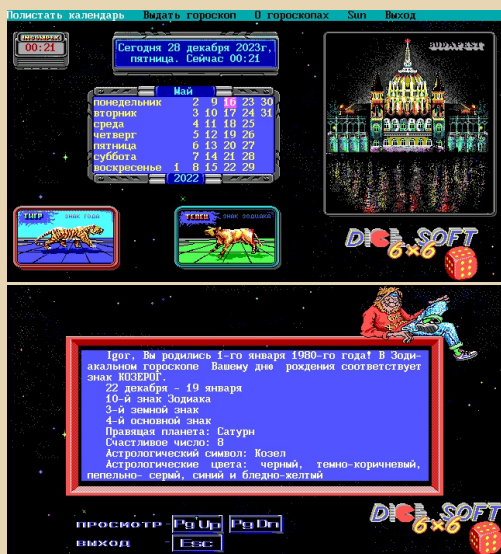 Полистать календарь Выдать гороскоп О гороскопах Sun Выход
00:21
BUDAPEST
Сегодня 28 декабря 2023г,
пятница. Сейчас 00:21
Май
понедельник 2 9 16 23 30
вторник 3 10 17 24 31
среда 4 11 18 25
четверг 5 12 19 26
пятница 6 13 20 27
суббота 7 14 21 28
воскресенье 1 8 15 22 29
2022
ТИГР ЗНАК ГОДА
ТЕЛЕЦ ЗНАК ЗОДИАКА
DICE SOFT
6×6
Igor, Вы родились 1-го января 1980-го года! В Зоди-
акальном гороскопе Вашему дню рождения соответствует
знак КОЗЕРОГ.
22 декабря - 19 января
10-й знак Зодиака
3-й земной знак
4-й основной знак
Правящая планета: Сатурн
Счастливое число: 8
Астрологический символ: Козел
Астрологические цвета: черный, темно-коричневый,
пепельно- серый, синий и бледно-желтый
ПРОСМОТР - Pg Up Pg Dn
ВЫХОД - Esc
DICE SOFT
6×6